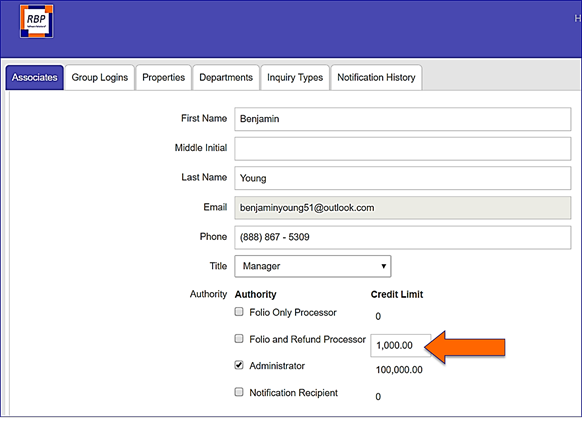 RBP
H
Associates Group Logins Properties Departments Inquiry Types Notification History
First Name Benjamin
Middle Initial
Last Name Young
Email benjaminyoung51@outlook.com
Phone (888) 867 - 5309
Title Manager
Authority Authority Credit Limit
Folio Only Processor 0
Folio and Refund Processor 1,000.00
Administrator 100,000.00
Notification Recipient 0